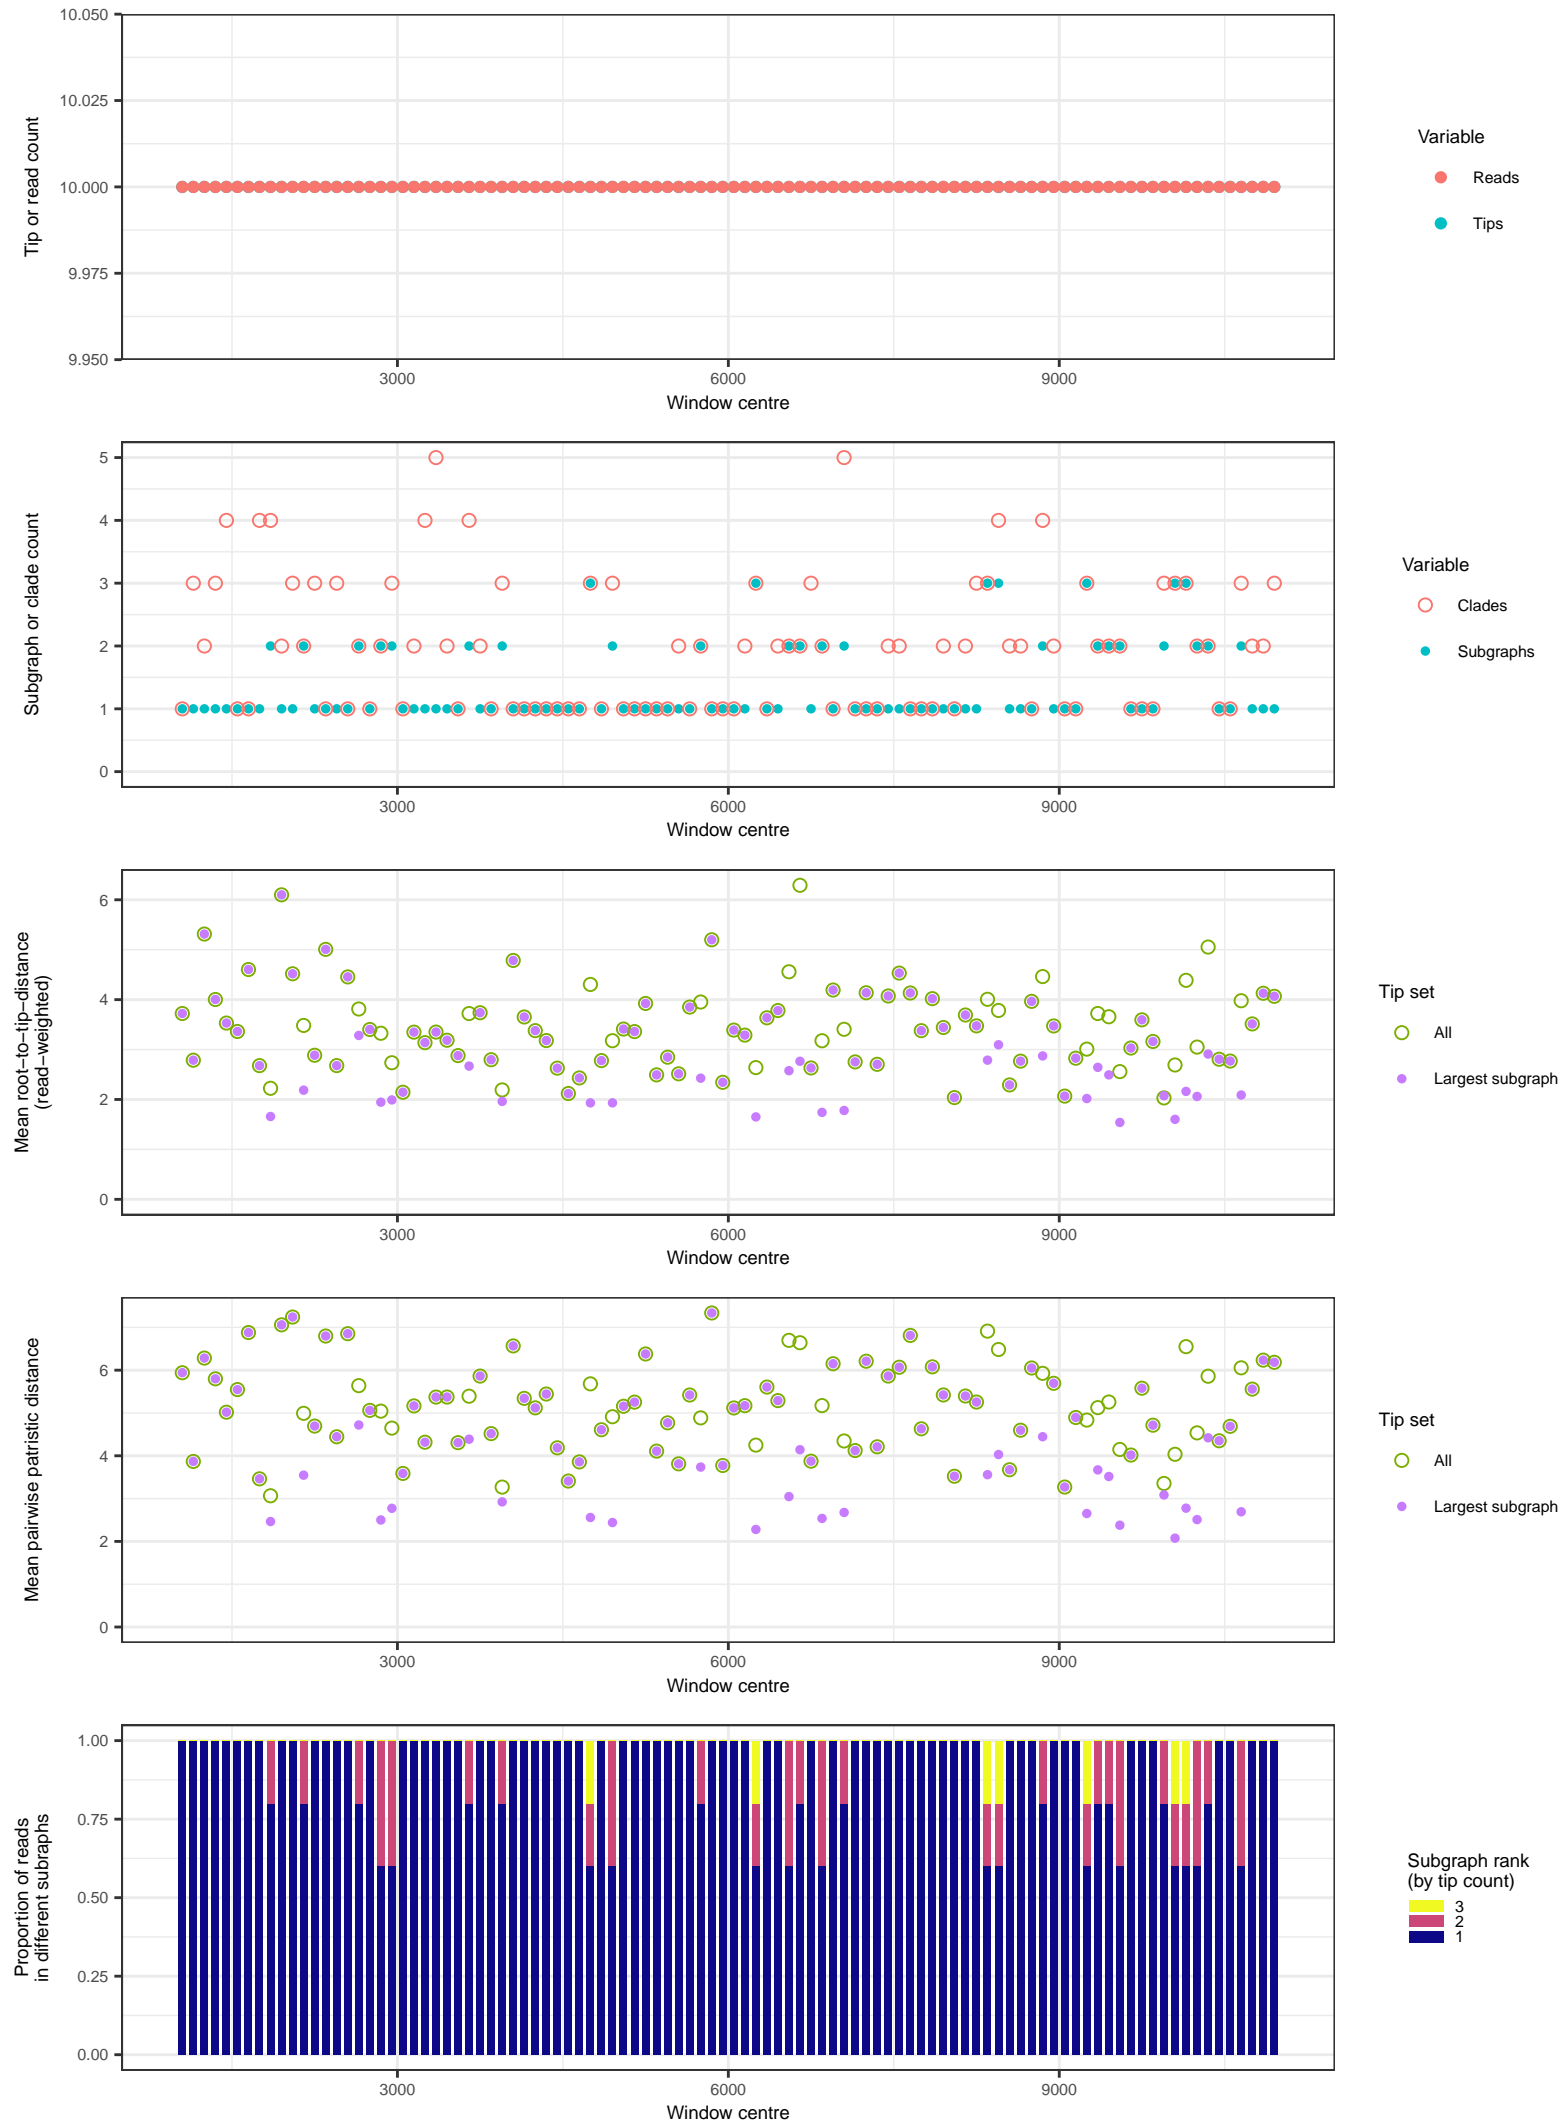 10.050
10.025
10.000
9.975
9.950
Tip or read count
3000
6000
9000
Window centre
Variable
Reads
Tips
5
4
3
2
1
0
Subgraph or clade count
3000
6000
9000
Window centre
Variable
Clades
Subgraphs
6
4
2
0
Mean root−to−tip−distance
(read−weighted)
3000
6000
9000
Window centre
Tip set
All
Largest subgraph
6
4
2
0
Mean pairwise patristic distance
3000
6000
9000
Window centre
Tip set
All
Largest subgraph
1.00
0.75
0.50
0.25
0.00
Proportion of reads
in different subraphs
3000
6000
9000
Window centre
Subgraph rank
(by tip count)
3
2
1